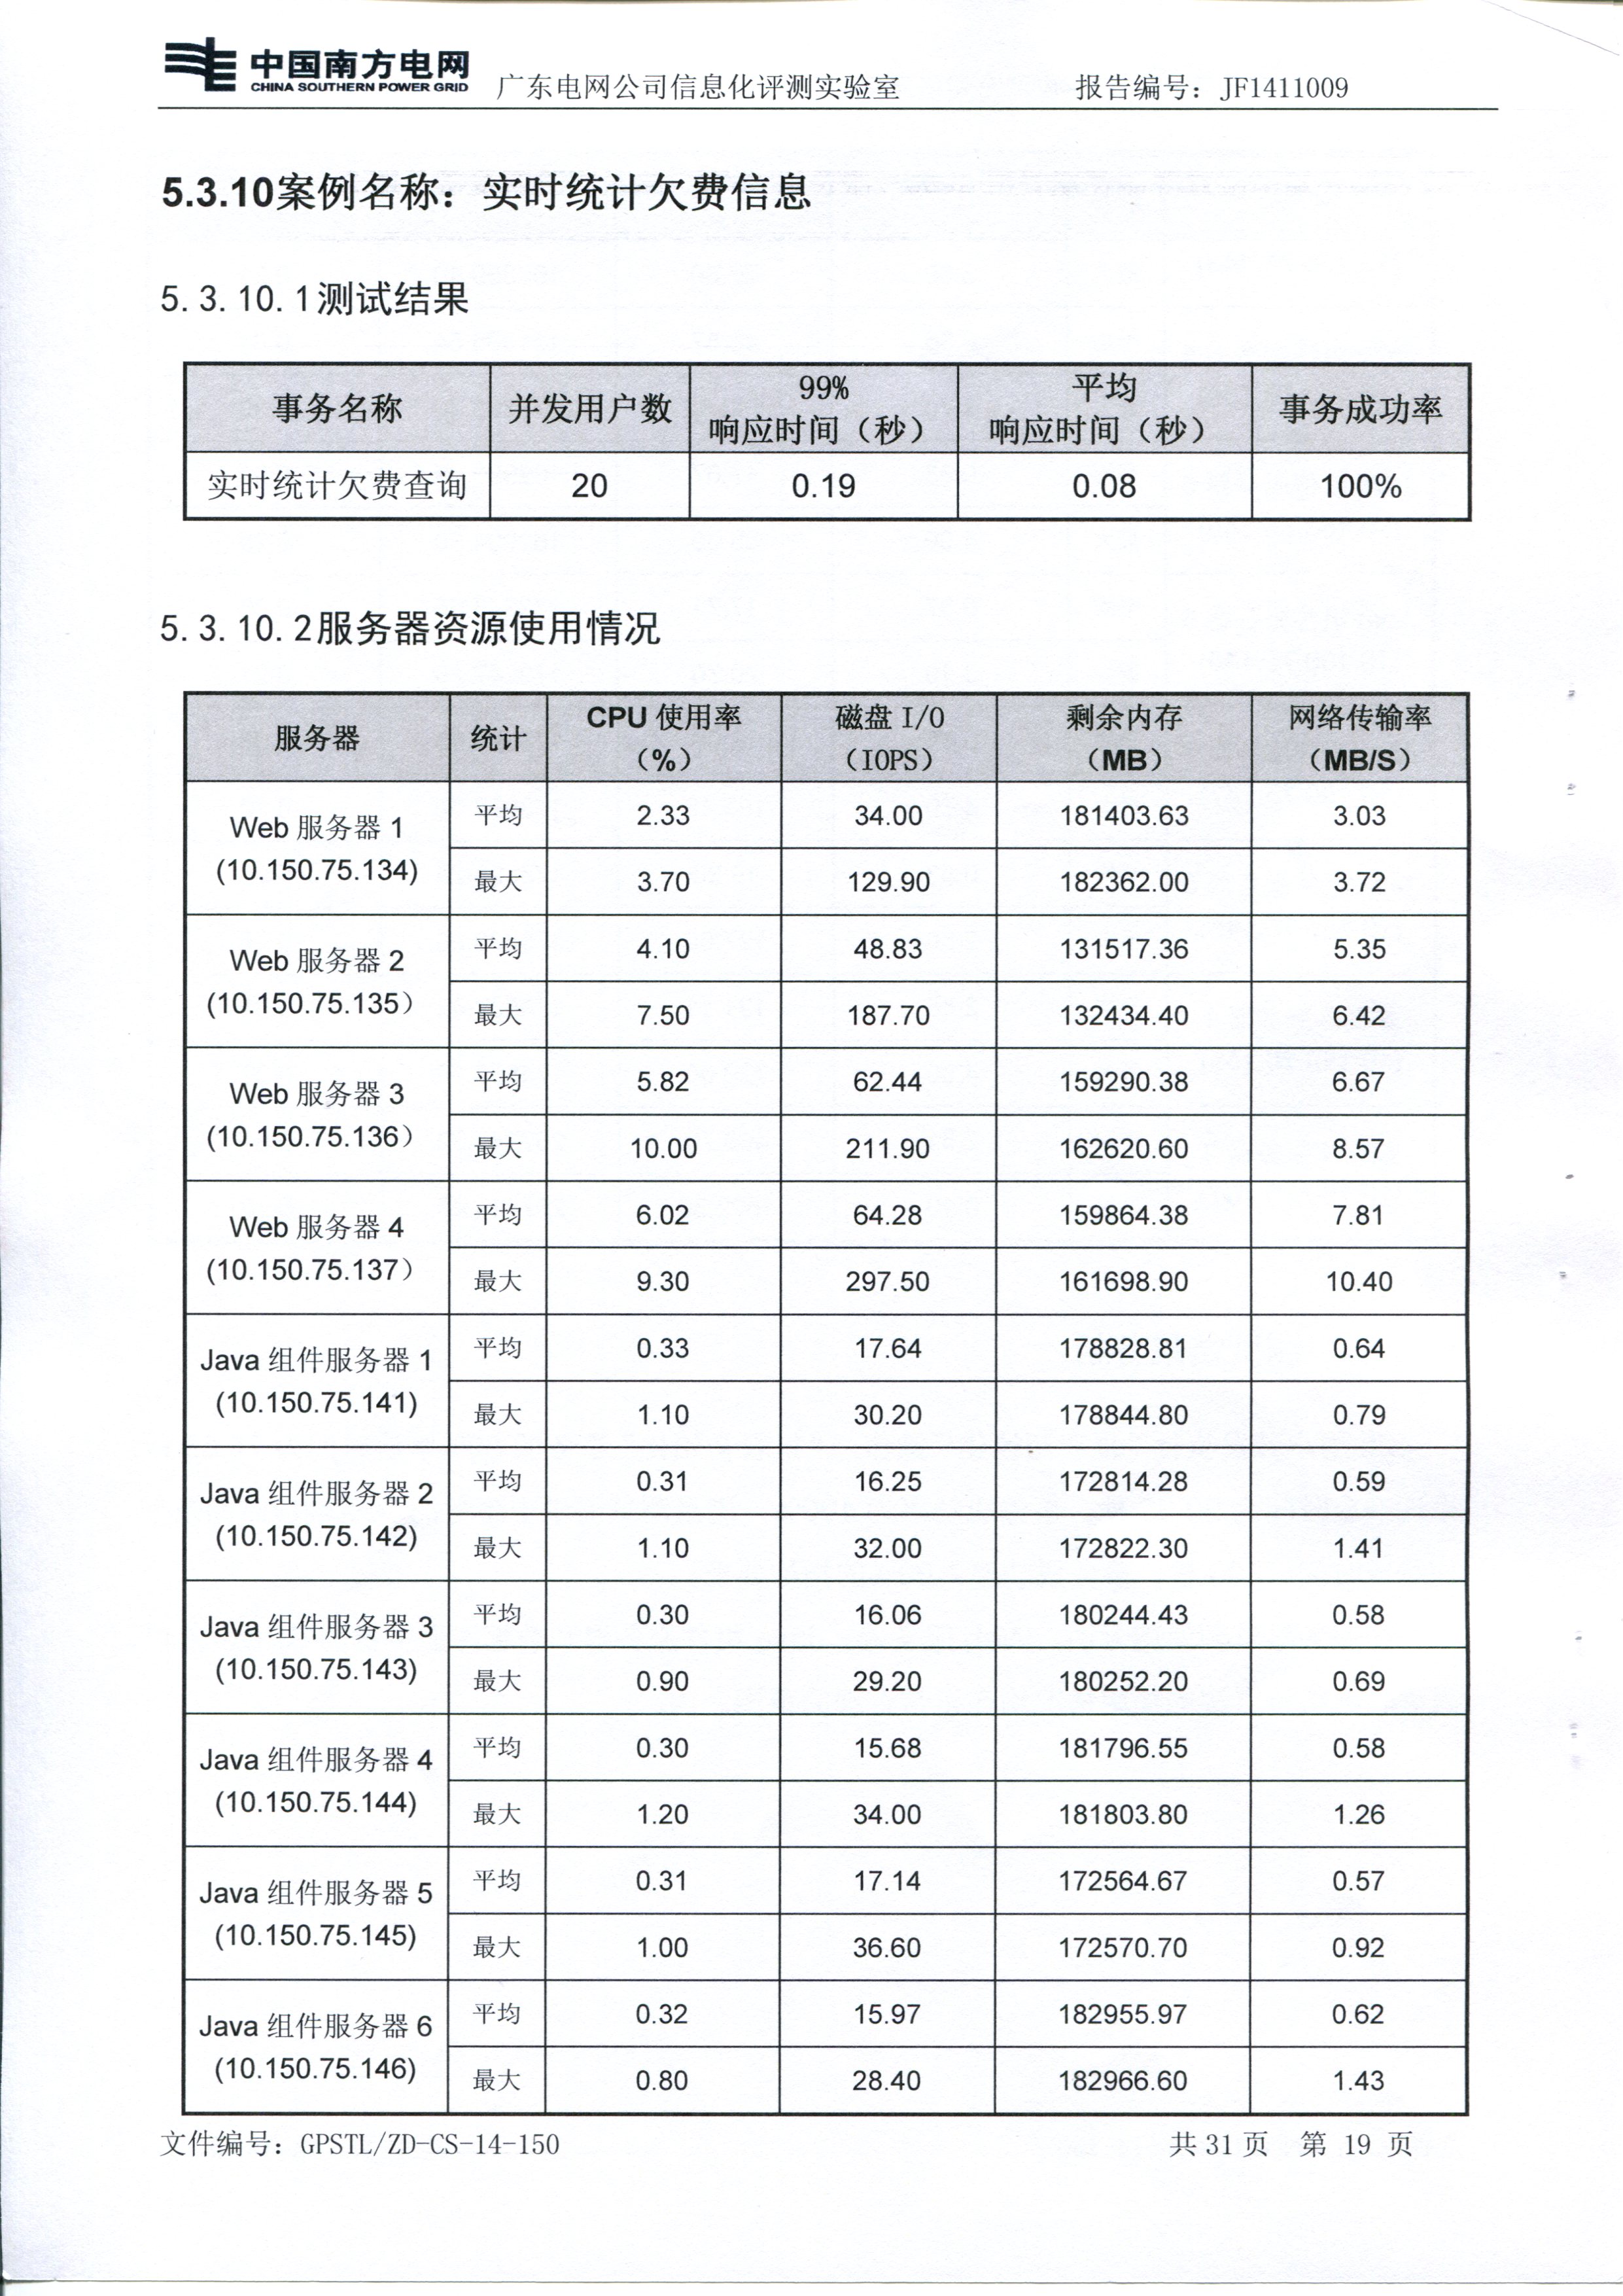 中国南方电网
CHINA SOUTHERN POWER GRID
广东电网公司信息化评测实验室 报告编号：JF1411009
5.3.10案例名称：实时统计欠费信息
5.3.10.1测试结果
事务名称 并发用户数 99% 响应时间（秒） 平均 响应时间（秒） 事务成功率
实时统计欠费查询 20 0.19 0.08 100%
5.3.10.2服务器资源使用情况
服务器 统计 CPU 使用率（%） 磁盘 I/O（IOPS） 剩余内存（MB） 网络传输率（MB/S）
Web 服务器 1
(10.150.75.134)
平均 2.33 34.00 181403.63 3.03
最大 3.70 129.90 182362.00 3.72
Web 服务器 2
(10.150.75.135）
平均 4.10 48.83 131517.36 5.35
最大 7.50 187.70 132434.40 6.42
Web 服务器 3
(10.150.75.136）
平均 5.82 62.44 159290.38 6.67
最大 10.00 211.90 162620.60 8.57
Web 服务器 4
(10.150.75.137）
平均 6.02 64.28 159864.38 7.81
最大 9.30 297.50 161698.90 10.40
Java 组件服务器 1
(10.150.75.141)
平均 0.33 17.64 178828.81 0.64
最大 1.10 30.20 178844.80 0.79
Java 组件服务器 2
(10.150.75.142)
平均 0.31 16.25 172814.28 0.59
最大 1.10 32.00 172822.30 1.41
Java 组件服务器 3
(10.150.75.143)
平均 0.30 16.06 180244.43 0.58
最大 0.90 29.20 180252.20 0.69
Java 组件服务器 4
(10.150.75.144)
平均 0.30 15.68 181796.55 0.58
最大 1.20 34.00 181803.80 1.26
Java 组件服务器 5
(10.150.75.145)
平均 0.31 17.14 172564.67 0.57
最大 1.00 36.60 172570.70 0.92
Java 组件服务器 6
(10.150.75.146)
平均 0.32 15.97 182955.97 0.62
最大 0.80 28.40 182966.60 1.43
文件编号：GPSTL/ZD-CS-14-150 共 31 页 第 19 页